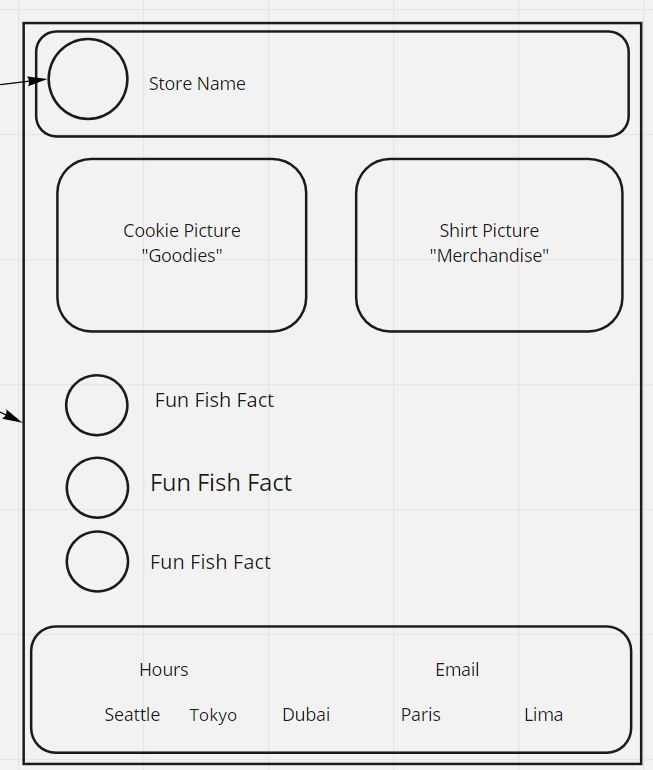 Store Name
Cookie Picture
"Goodies"
Shirt Picture
"Merchandise"
Fun Fish Fact
Fun Fish Fact
Fun Fish Fact
Hours
Email
Seattle
Tokyo
Dubai
Paris
Lima